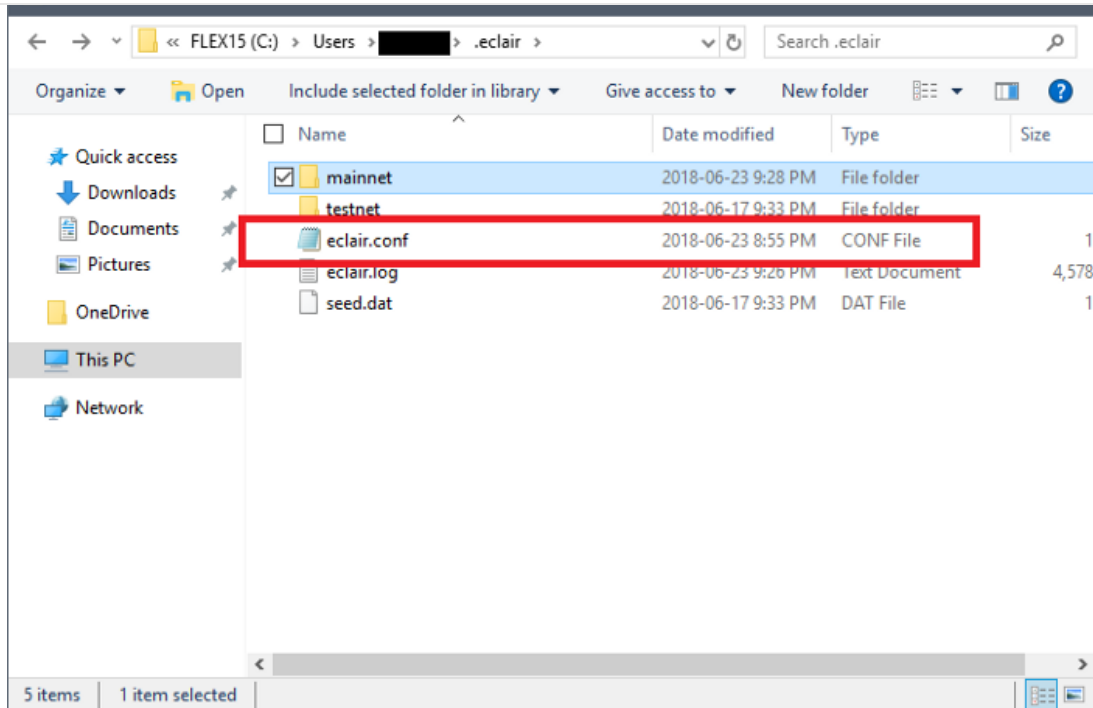 « FLEX15 (C:) > Users > > .eclair >
Search .eclair
Organize Open Include selected folder in library Give access to New folder
Name Date modified Type Size
Quick access
Downloads
Documents
Pictures
OneDrive
This PC
Network
mainnet 2018-06-23 9:28 PM File folder
testnet 2018-06-17 9:33 PM File folder
eclair.conf 2018-06-23 8:55 PM CONF File 1
eclair.log 2018-06-23 9:26 PM Text Document 4,578
seed.dat 2018-06-17 9:33 PM DAT File 1
5 items 1 item selected